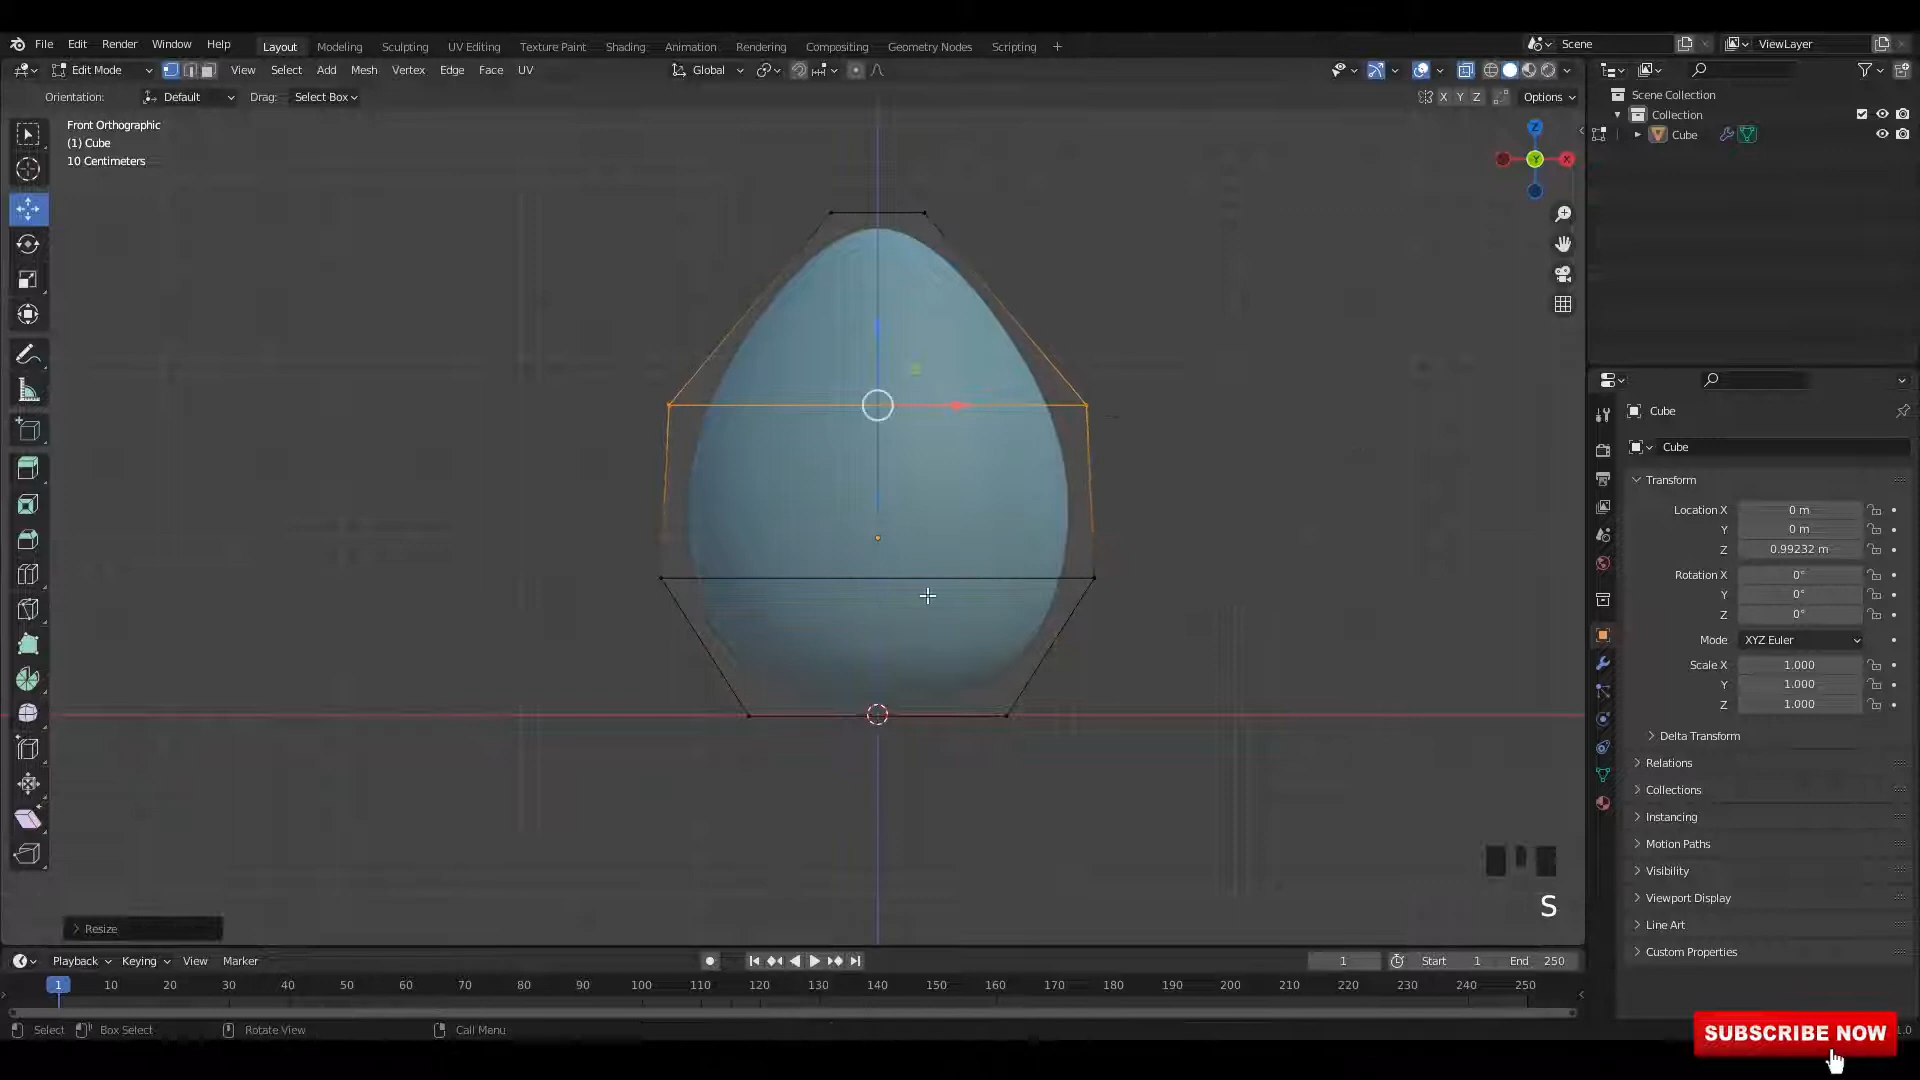 File Edit Render Window Help Layout Modeling Sculpting UV Editing Texture Paint Shading Animation Rendering Compositing Geometry Nodes Scripting + Scene ViewLayer
Edit Mode View Select Add Mesh Vertex Edge Face UV Global
Orientation: Default Drag: Select Box X Y Z Options
Front Orthographic
(1) Cube
10 Centimeters
Z
Y X
Scene Collection
Collection
Cube
Cube
Cube
Transform
Location X 0 m
Y 0 m
Z 0.99232 m
Rotation X 0°
Y 0°
Z 0°
Mode XYZ Euler
Scale X 1.000
Y 1.000
Z 1.000
Delta Transform
Relations
Collections
Instancing
Motion Paths
Visibility
Viewport Display
Line Art
Custom Properties
S
Resize
Playback Keying View Marker 1 Start 1 End 250
1 10 20 30 40 50 60 70 80 90 100 110 120 130 140 150 160 170 180 190 200 210 220 230 240 250
Select Box Select Rotate View Call Menu
SUBSCRIBE NOW